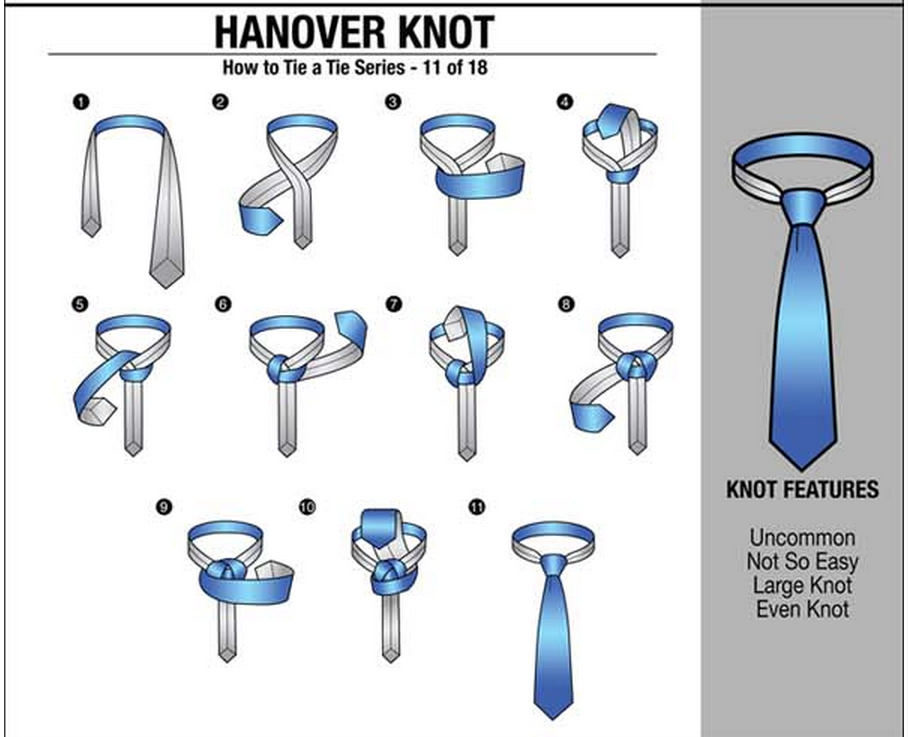 HANOVER KNOT
How to Tie a Tie Series - 11 of 18
1
2
3
4
5
6
7
8
9
10
11
KNOT FEATURES
Uncommon
Not So Easy
Large Knot
Even Knot